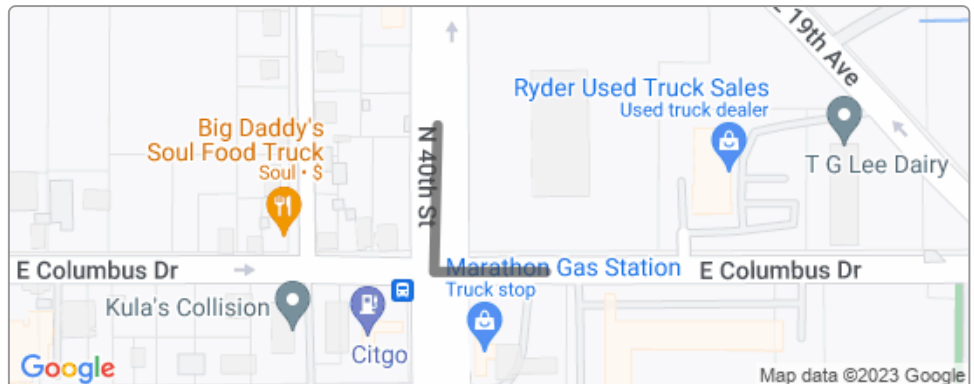 E 19th Ave
Ryder Used Truck Sales
Used truck dealer
Big Daddy's
Soul Food Truck
Soul • $
N 40th St
T G Lee Dairy
E Columbus Dr
Marathon Gas Station
E Columbus Dr
Truck stop
Kula's Collision
Citgo
Google
Map data ©2023 Google